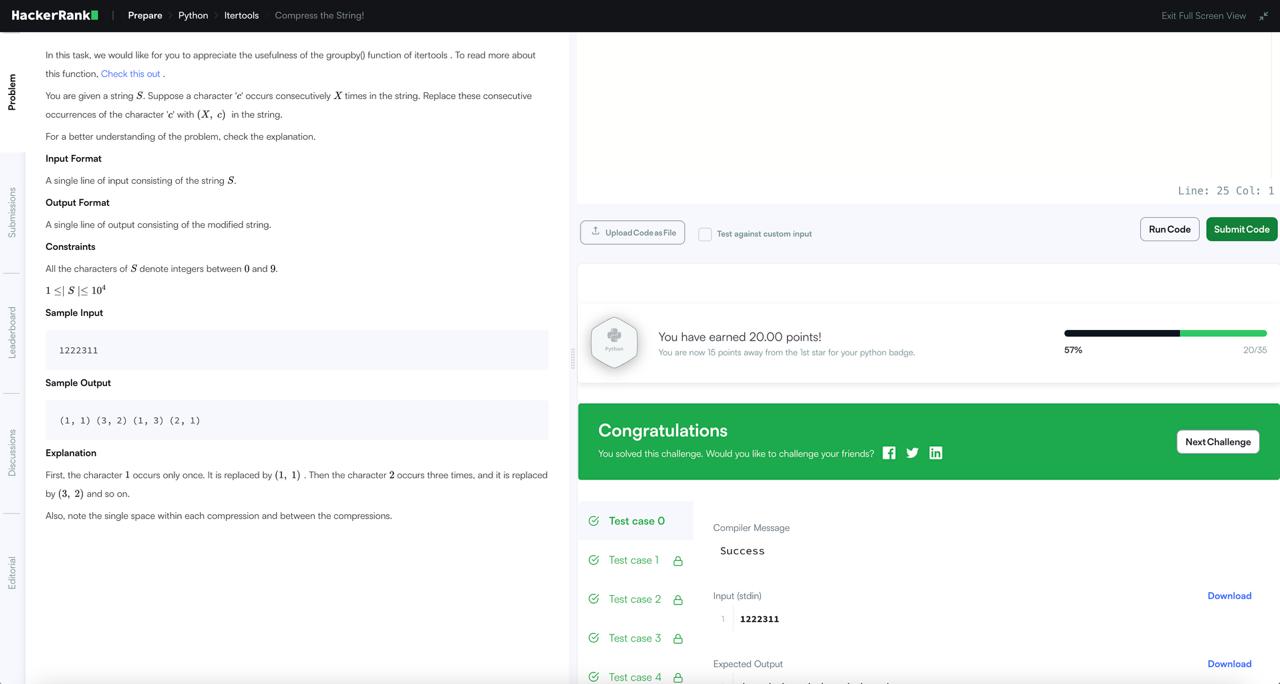 HackerRank | Prepare > Python > Itertools > Compress the String! Exit Full Screen View
Problem
Submissions
Leaderboard
Discussions
Editorial
In this task, we would like for you to appreciate the usefulness of the groupby() function of itertools . To read more about
this function, Check this out .
You are given a string S. Suppose a character 'c' occurs consecutively X times in the string. Replace these consecutive
occurrences of the character 'c' with (X, c) in the string.
For a better understanding of the problem, check the explanation.
Input Format
A single line of input consisting of the string S.
Output Format
A single line of output consisting of the modified string.
Constraints
All the characters of S denote integers between 0 and 9.
1 ≤| S |≤ 10⁴
Sample Input
1222311
Sample Output
(1, 1) (3, 2) (1, 3) (2, 1)
Explanation
First, the character 1 occurs only once. It is replaced by (1, 1) . Then the character 2 occurs three times, and it is replaced
by (3, 2) and so on.
Also, note the single space within each compression and between the compressions.
Line: 25 Col: 1
Upload Code as File
Test against custom input
Run Code
Submit Code
Python
You have earned 20.00 points!
You are now 15 points away from the 1st star for your python badge.
57% 20/35
Congratulations
You solved this challenge. Would you like to challenge your friends?
Next Challenge
Test case 0
Test case 1
Test case 2
Test case 3
Test case 4
Compiler Message
Success
Input (stdin) Download
1 1222311
Expected Output Download